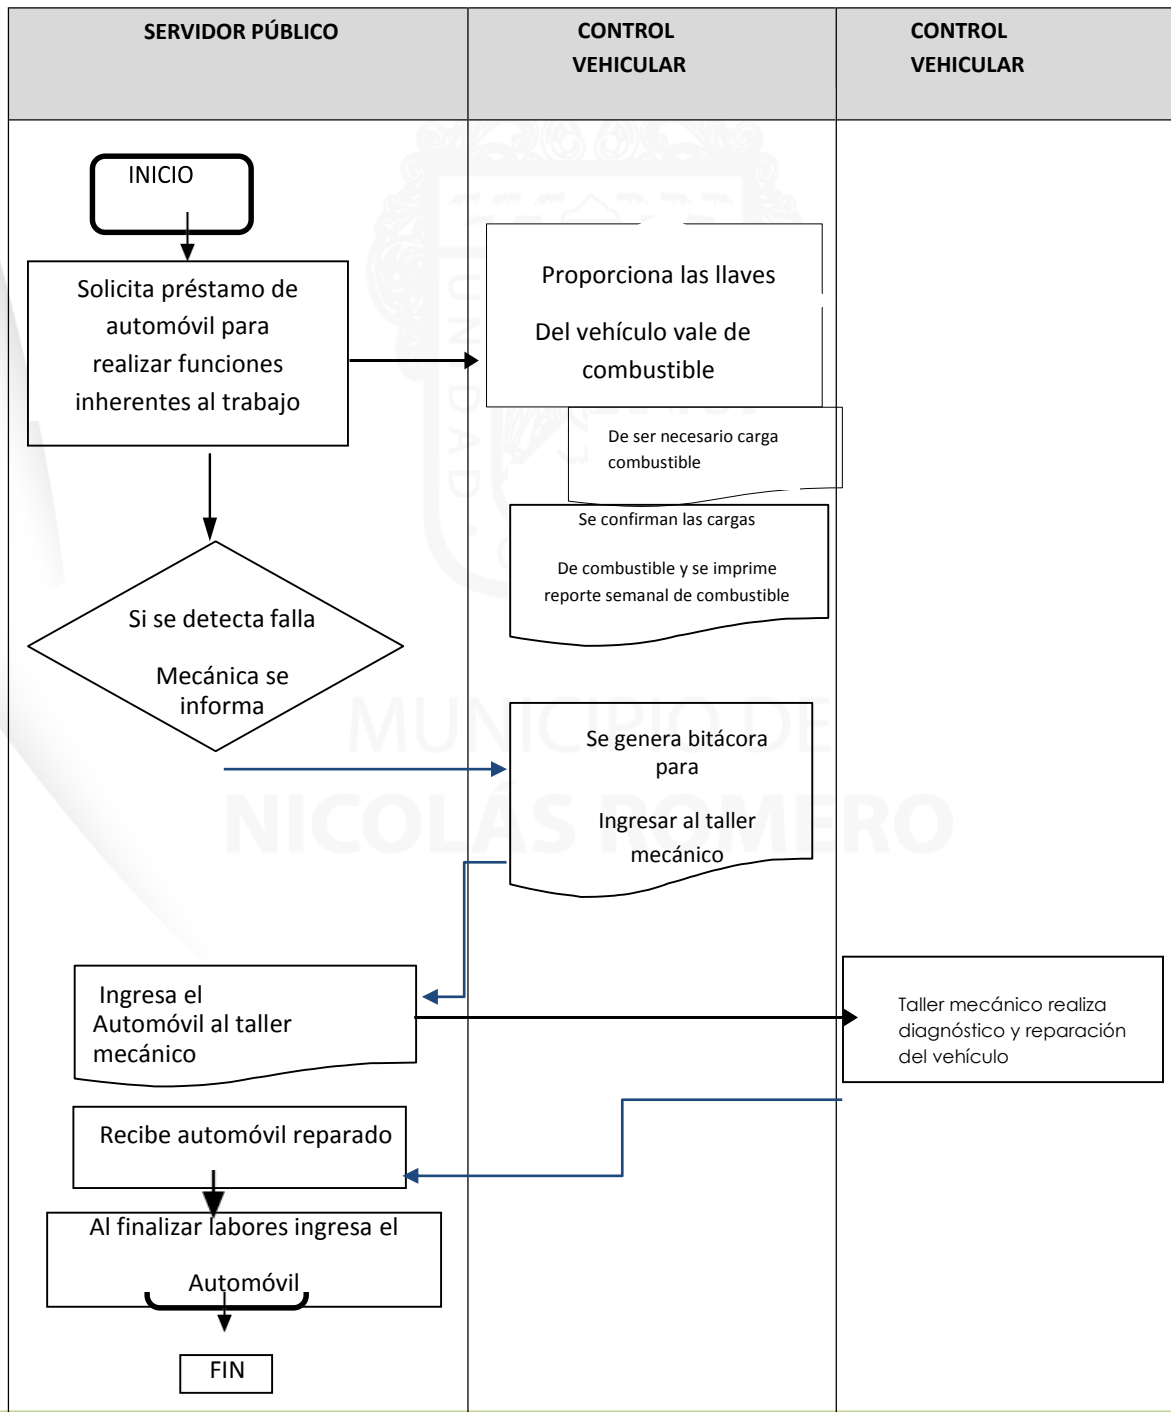 SERVIDOR PÚBLICO
CONTROL
VEHICULAR
CONTROL
VEHICULAR
INICIO
Solicita préstamo de
automóvil para
realizar funciones
inherentes al trabajo
Proporciona las llaves
Del vehículo vale de
combustible
De ser necesario carga
combustible
Se confirman las cargas
De combustible y se imprime
reporte semanal de combustible
Si se detecta falla
Mecánica se
informa
Se genera bitácora
para
Ingresar al taller
mecánico
Ingresa el
Automóvil al taller
mecánico
Taller mecánico realiza
diagnóstico y reparación
del vehículo
Recibe automóvil reparado
Al finalizar labores ingresa el
Automóvil
FIN
UNIDAD
MUNICIPIO DE
NICOLÁS ROMERO